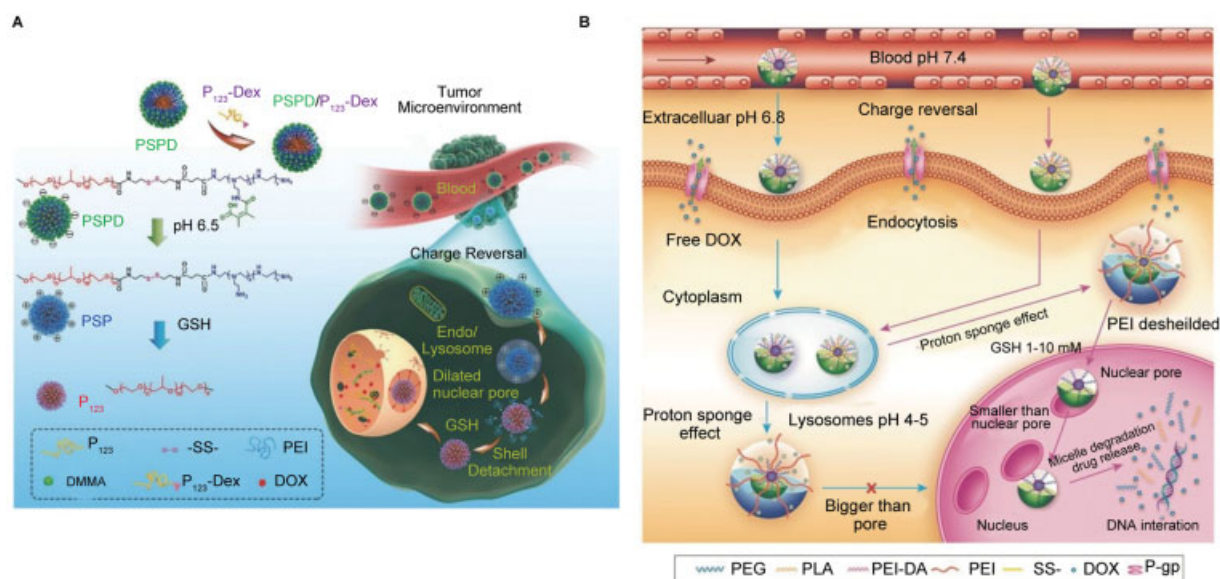 A
P123-Dex
PSPD/P123-Dex
PSPD
Tumor
Microenvironment
Blood
PSPD
pH 6.5
Charge Reversal
PSP
GSH
Endo/
Lysosome
Dilated
nuclear pore
GSH
Shell
Detachment
P123
P123
-SS-
PEI
DMMA
P123-Dex
DOX
B
Blood pH 7.4
Extracelluar pH 6.8
Charge reversal
Endocytosis
Free DOX
Cytoplasm
Proton sponge effect
PEI desheilded
GSH 1-10 mM
Nuclear pore
Proton sponge
effect
Lysosomes pH 4-5
Smaller than
nuclear pore
Micelle degradation
drug release
Bigger than
pore
Nucleus
DNA interation
PEG PLA PEI-DA PEI SS- DOX P-gp